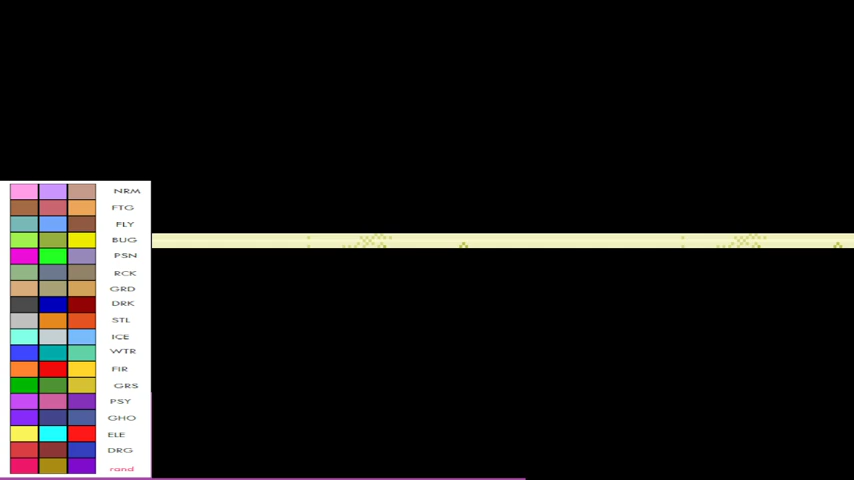 NRM
FTG
FLY
BUG
PSN
RCK
GRD
DRK
STL
ICE
WTR
FIR
GRS
PSY
GHO
ELE
DRG
rand